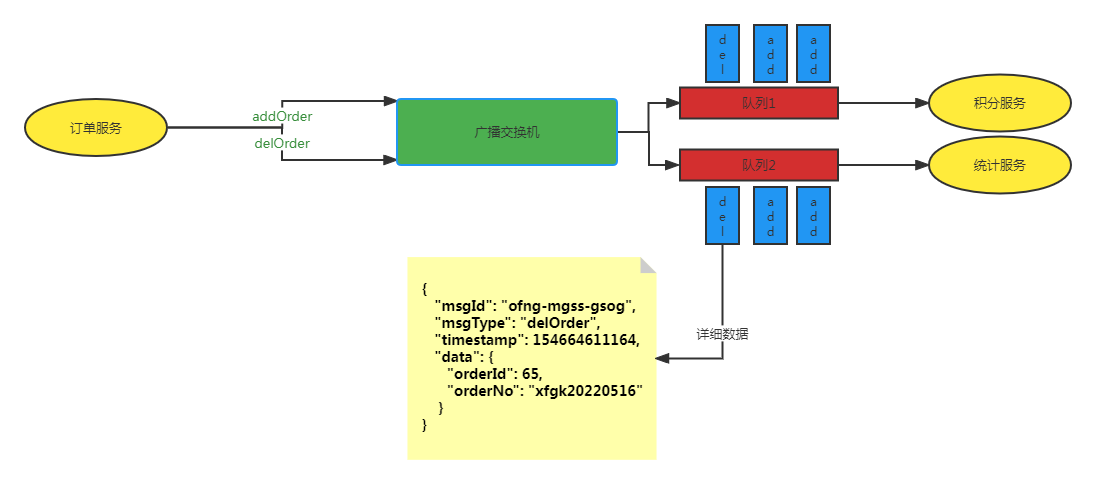 del
add
add
订单服务
addOrder
delOrder
广播交换机
队列1
积分服务
队列2
统计服务
del
add
add
详细数据
{
"msgId": "ofng-mgss-gsog",
"msgType": "delOrder",
"timestamp": 154664611164,
"data": {
"orderId": 65,
"orderNo": "xfgk20220516"
}
}